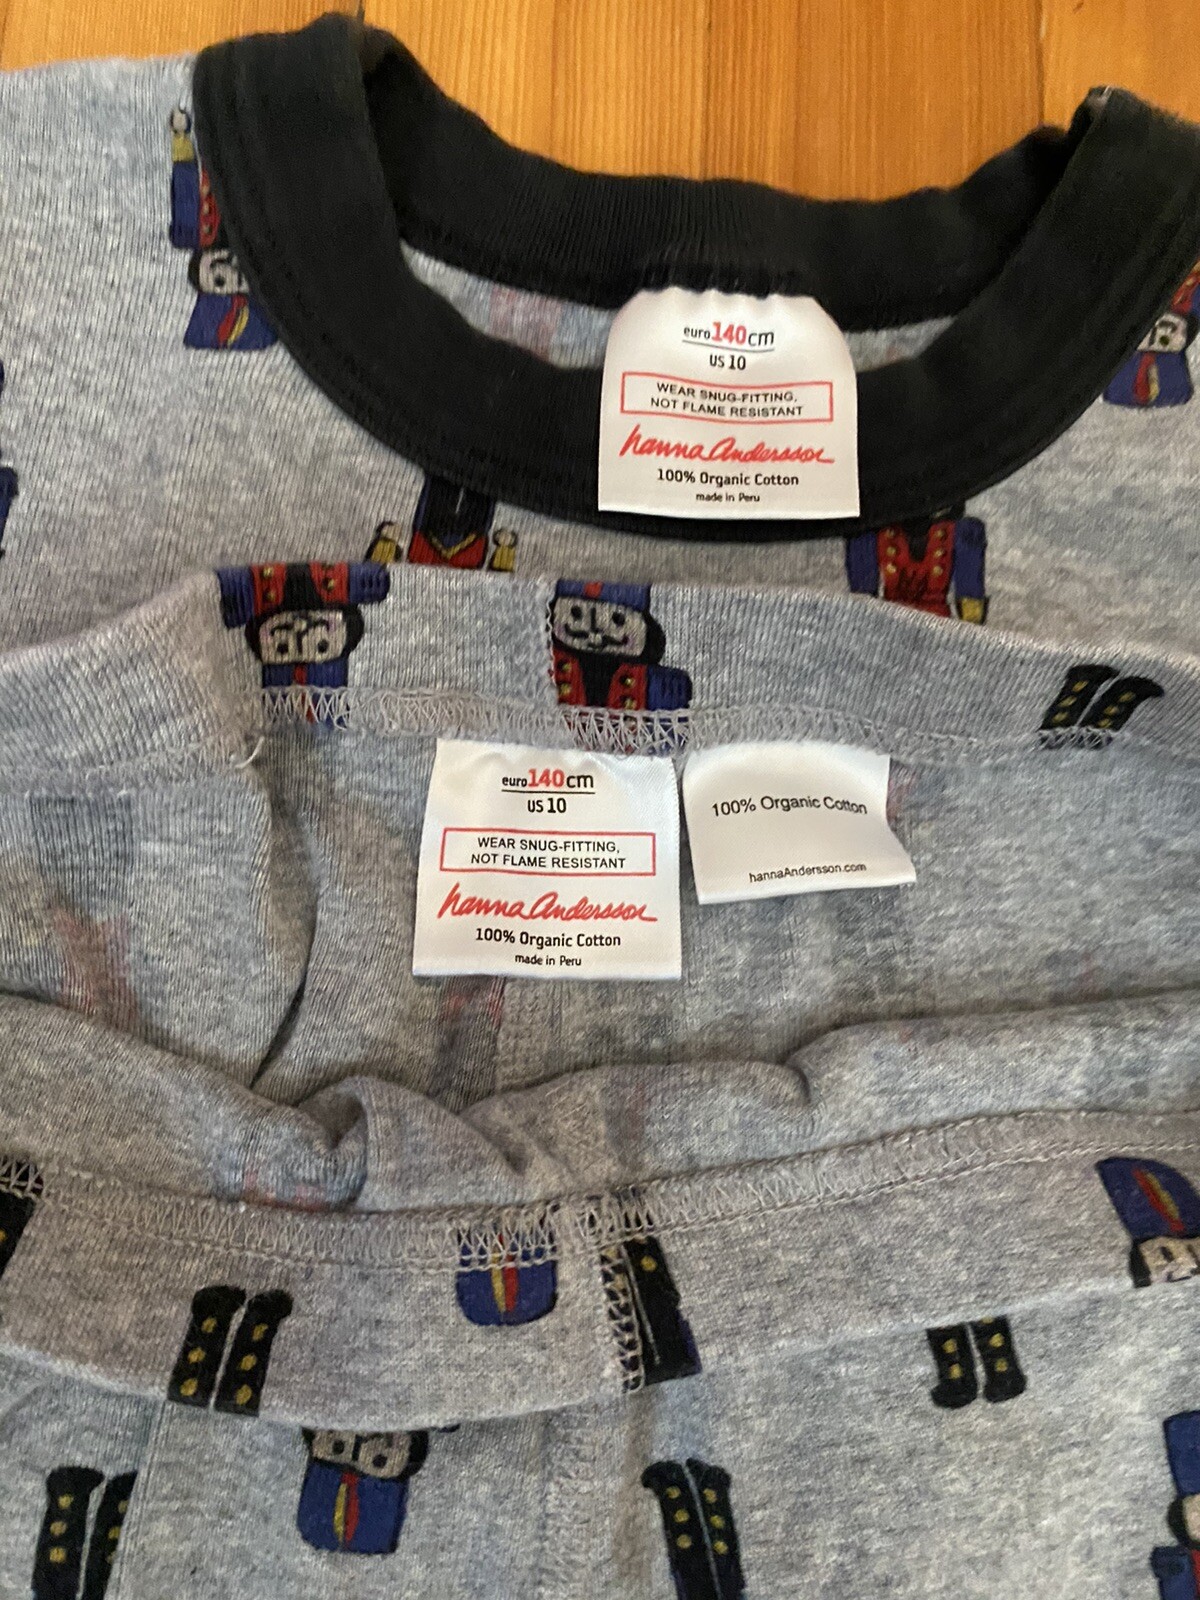 euro140cm
US 10
WEAR SNUG-FITTING,
NOT FLAME RESISTANT
hanna Andersson
100% Organic Cotton
made in Peru
euro140cm
US 10
WEAR SNUG-FITTING,
NOT FLAME RESISTANT
hanna Andersson
100% Organic Cotton
made in Peru
100% Organic Cotton
hannaAndersson.com